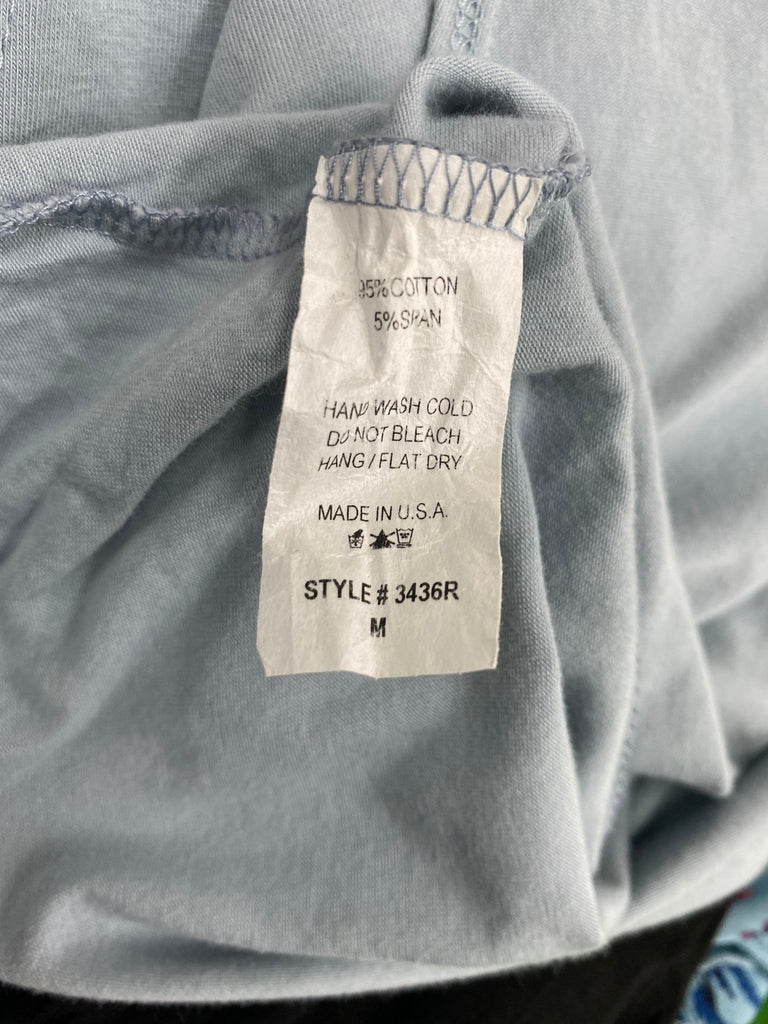 95% COTTON
5% SPAN
HAND WASH COLD
DO NOT BLEACH
HANG / FLAT DRY
MADE IN U.S.A.
STYLE # 3436R
M